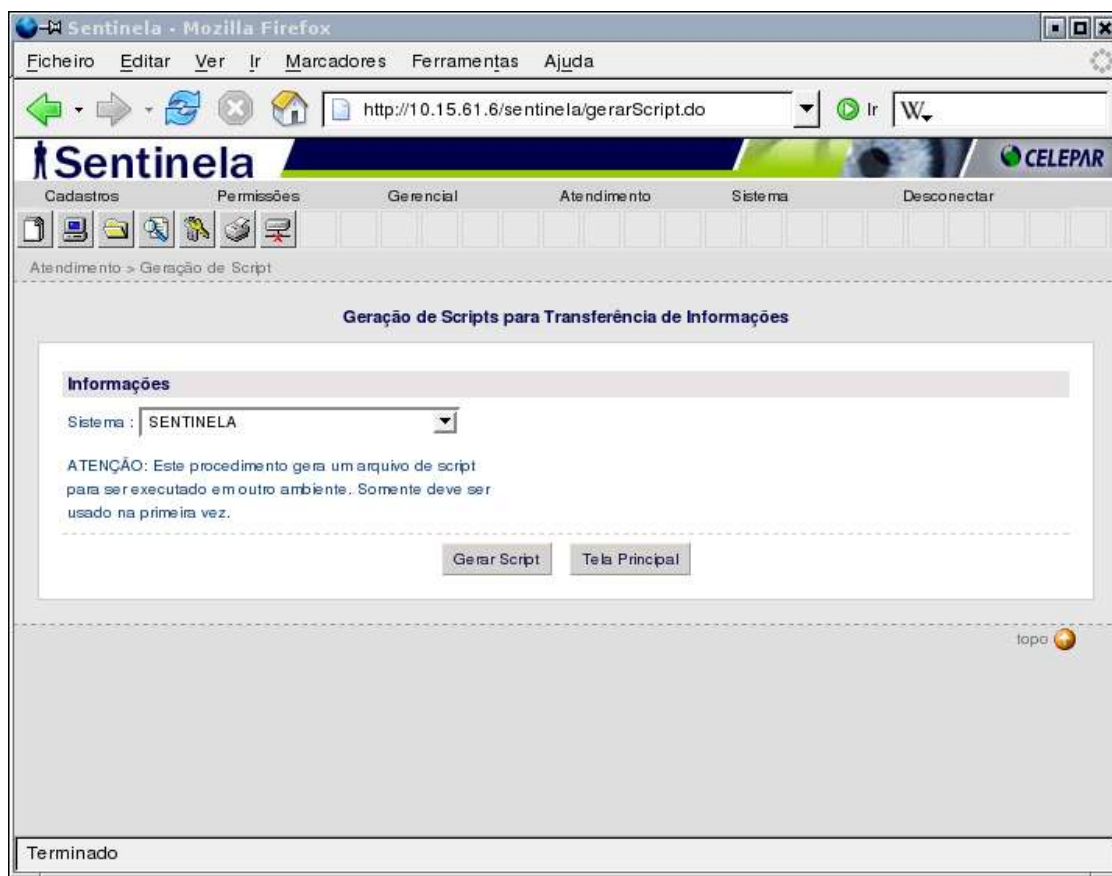 Sentinela - Mozilla Firefox
Ficheiro Editar Ver Ir Marcadores Ferramentas Ajuda
http://10.15.61.6/sentinela/gerarScript.do Ir W
Sentinela CELEPAR
Cadastros Permissões Gerencial Atendimento Sistema Desconectar
Atendimento > Geração de Script
Geração de Scripts para Transferência de Informações
Informações
Sistema : SENTINELA
ATENÇÃO: Este procedimento gera um arquivo de script
para ser executado em outro ambiente. Somente deve ser
usado na primeira vez.
Gerar Script Tela Principal
topo
Terminado